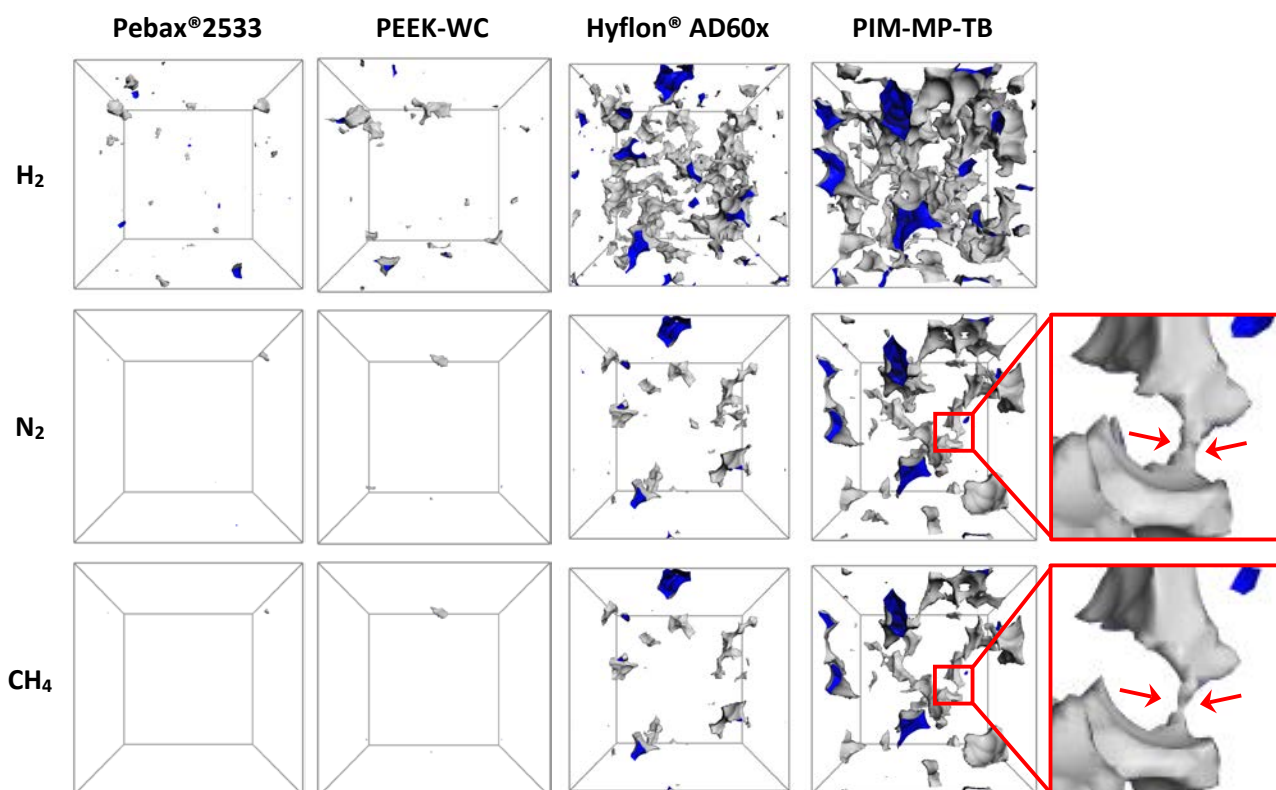 Pebax®2533 PEEK-WC Hyflon® AD60x PIM-MP-TB
H₂
N₂
CH₄